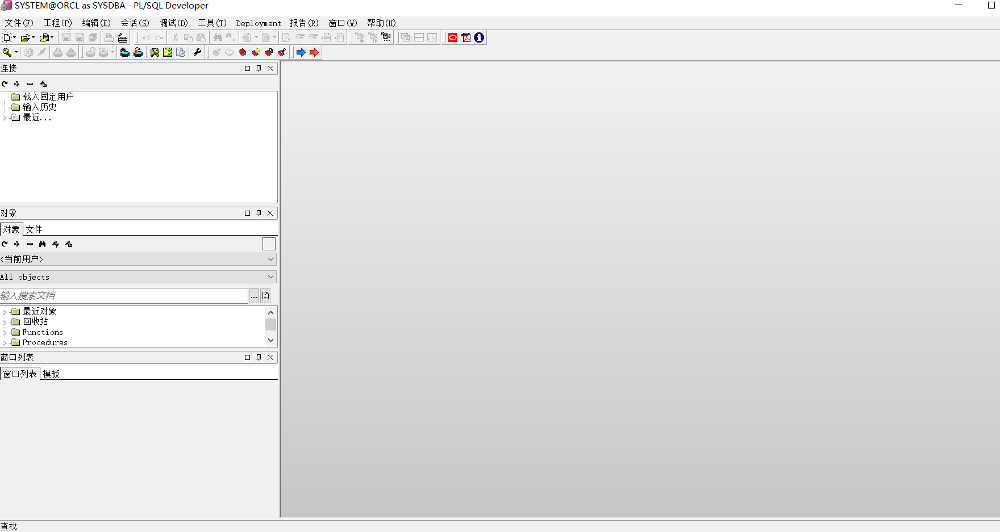 SYSTEM@ORCL as SYSDBA - PL/SQL Developer
文件(F) 工程(P) 编辑(E) 会话(S) 调试(D) 工具(T) Deployment 报告(R) 窗口(W) 帮助(H)
连接
载入固定用户
输入历史
最近...
对象
对象 文件
<当前用户>
All objects
输入搜索文档 ...
最近对象
回收站
Functions
Procedures
窗口列表
窗口列表 模板
查找